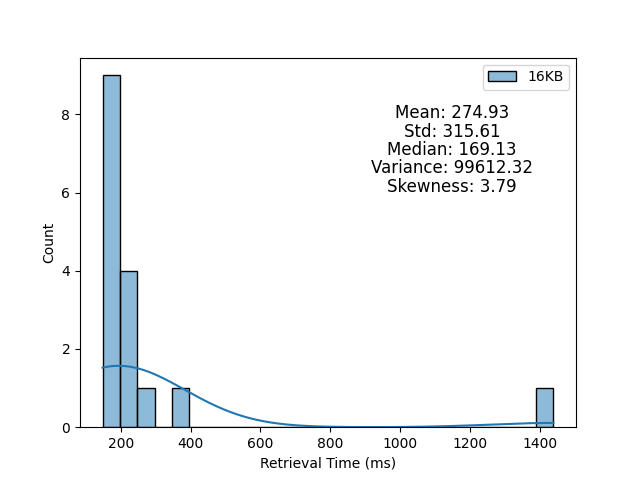 16KB
Mean: 274.93
Std: 315.61
Median: 169.13
Variance: 99612.32
Skewness: 3.79
Count
8
6
4
2
0
200 400 600 800 1000 1200 1400
Retrieval Time (ms)